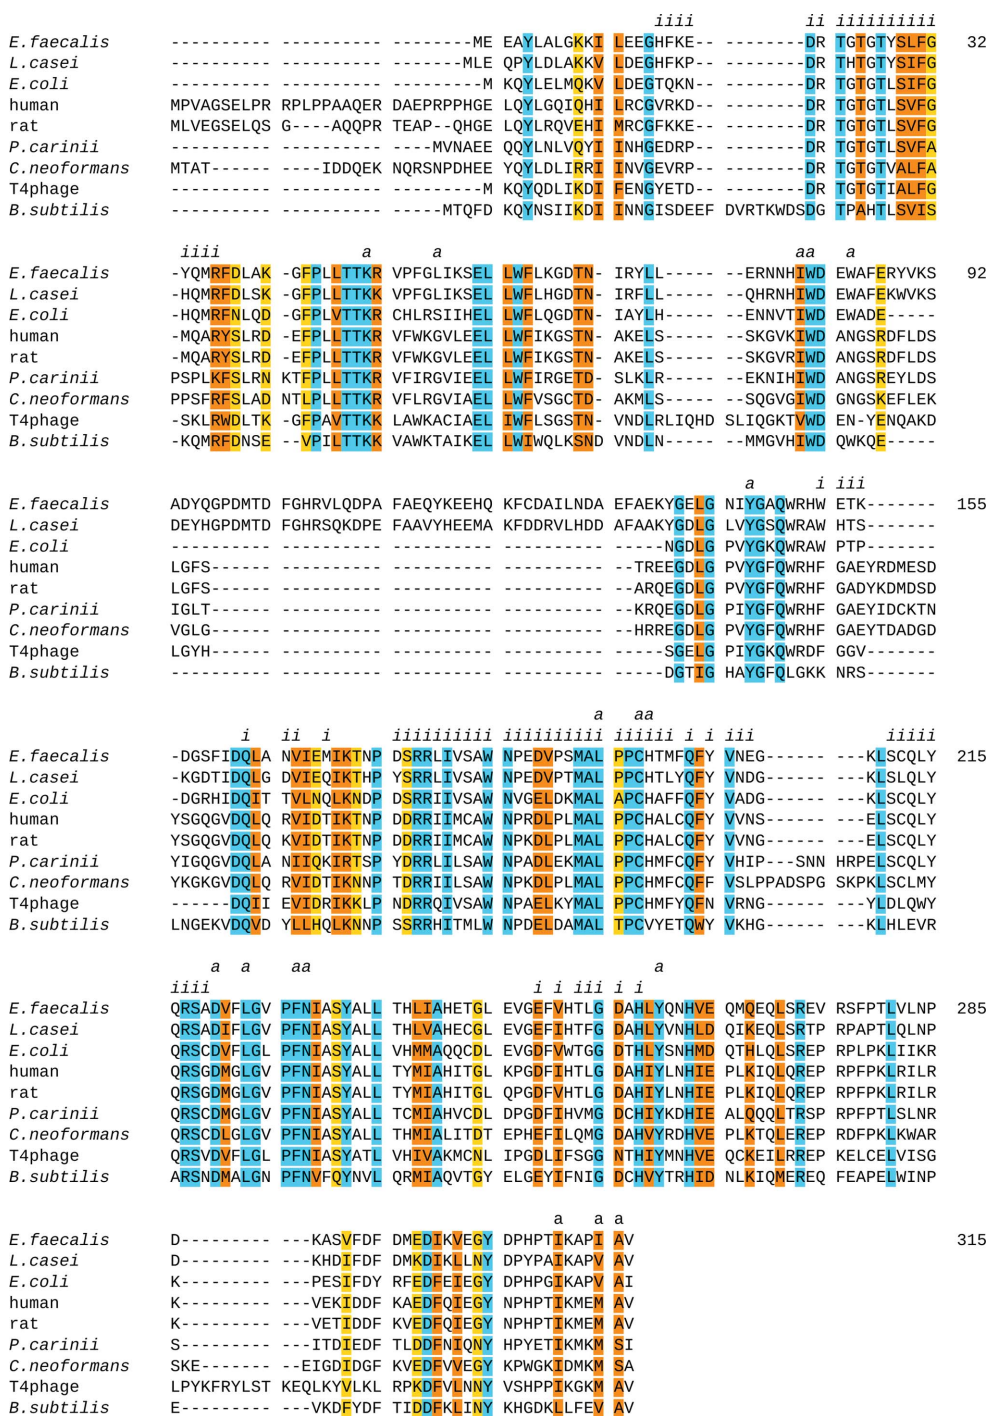 iiii ii iiiiiiiiii
E.faecalis ---------- ---------- ----------ME EAYLALGKKI LEEGHFKE-- --------DR TGTGTYSLFG 32
L.casei ---------- ---------- ---------MLE QPYLDLAKKV LDEGHFKP-- --------DR THTGTYSIFG
E.coli ---------- ---------- ----------M KQYLELMQKV LDEGTQKN-- --------DR TGTGTLSIFG
human MPVAGSELPR RPLPPAAQER DAEPRPPHGE LQYLGQIQHI LRCGVRKD-- --------DR TGTGTLSVFG
rat MLVEGSELQS G----AQQPR TEAP--QHGE LQYLRQVEHI MRCGFKKE-- --------DR TGTGTLSVFG
P.carinii ---------- ---------- ----MVNAEE QQYLNLVQYI INHGEDRP-- --------DR TGTGTLSVFA
C.neoformans MTAT------ ----IDDQEK NQRSNPDHEE YQYLDLIRRI INVGEVRP-- --------DR TGTGTVALFA
T4phage ---------- ---------- ---------M KQYQDLIKDI FENGYETD-- --------DR TGTGTIALFG
B.subtilis ---------- ---------- -----MTQFD KQYNSIIKDI INNGISDEEF DVRTKWDSDG TPAHTLSVIS
iiii a a aa a
E.faecalis -YQMRFDLAK -GFPLLTTKR VPFGLIKSEL LWFLKGDTN- IRYLL----- ---ERNNHIWD EWAFERYVKS 92
L.casei -HQMRFDLSK -GFPLLTTKK VPFGLIKSEL LWFLHGDTN- IRFLL----- ---QHRNHIWD EWAFEKWVKS
E.coli -HQMRFNLQD -GFPLVTTKR CHLRSIIHEL LWFLQGDTN- IAYLH----- ---ENNVTIWD EWADE-----
human -MQARYSLRD -EFPLLTTKR VFWKGVLEEL LWFIKGSTN- AKELS----- ---SKGVKIWD ANGSRDFLDS
rat -MQARYSLRD -EFPLLTTKR VFWKGVLEEL LWFIKGSTN- AKELS----- ---SKGVRIWD ANGSRDFLDS
P.carinii PSPLKFSLRN KTFPLLTTKR VFIRGVIEEL LWFIRGETD- SLKLR----- ---EKNIHIWD ANGSREYLDS
C.neoformans PPSFRFSLAD NTLPLLTTKR VFLRGVIAEL LWFVSGCTD- AKMLS----- ---SQGVGIWD GNGSKEFLEK
T4phage -SKLRWDLTK -GFPAVTTKK LAWKACIAEL IWFLSGSTN- VNDLRLIQHD SLIQGKTVWD EN-YENQAKD
B.subtilis -KQMRFDNSE --VPILTTKK VAWKTAIKEL LWIWQLKSND VNDLN----- ---MMGVHIWD QWKQE-----
a i iii
E.faecalis ADYQGPDMTD FGHRVLQDPA FAEQYKEEHQ KFCDAILNDA EFAEKYGELG NIYGAQWRHW ETK------- 155
L.casei DEYHGPDMTD FGHRSQKDPE FAAVYHEEMA KFDDRVLHDD AFAAKYGDLG LVYGSQWRAW HTS-------
E.coli ---------- ---------- ---------- ---------- -----NGDLG PVYGKQWRAW PTP-------
human LGFS------ ---------- ---------- ---------- --TREEGDLG PVYGFQWRHF GAEYRDMESD
rat LGFS------ ---------- ---------- ---------- --ARQEGDLG PVYGFQWRHF GADYKDMDSD
P.carinii IGLT------ ---------- ---------- ---------- --KRQEGDLG PIYGFQWRHF GAEYIDCKTN
C.neoformans VGLG------ ---------- ---------- ---------- --HRREGDLG PVYGFQWRHF GAEYTDADGD
T4phage LGYH------ ---------- ---------- ---------- -----SGELG PIYGKQWRDF GGV-------
B.subtilis ---------- ---------- ---------- ---------- -----DGTIG HAYGFQLGKK NRS-------
a aa
i ii i iiiiiiiiii iiiiiiiiii iiiii i i iii iiiii
E.faecalis -DGSFIDQLA NVIEMIKTNP DSRRLIVSAW NPEDVPSMAL PPCHTMFQFY VNEG------ ---KLSCQLY 215
L.casei -KGDTIDQLG DVIEQIKTHP YSRRLIVSAW NPEDVPTMAL PPCHTLYQFY VNDG------ ---KLSLQLY
E.coli -DGRHIDQIT TVLNQLKNDP DSRRIIVSAW NVGELDKMAL APCHAFFQFY VADG------ ---KLSCQLY
human YSGQGVDQLQ RVIDTIKTNP DDRRIIMCAW NPRDLPLMAL PPCHALCQFY VVNS------ ---ELSCQLY
rat YSGQGVDQLQ KVIDTIKTNP DDRRIIMCAW NPKDLPLMAL PPCHALCQFY VVNG------ ---ELSCQLY
P.carinii YIGQGVDQLA NIIQKIRTSP YDRRLILSAW NPADLEKMAL PPCHMFCQFY VHIP---SNN HRPELSCQLY
C.neoformans YKGKGVDQLQ RVIDTIKNNP TDRRIILSAW NPKDLPLMAL PPCHMFCQFF VSLPPADSPG SKPKLSCLMY
T4phage ------DQII EVIDRIKKLP NDRRQIVSAW NPAELKYMAL PPCHMFYQFN VRNG------ ---YLDLQWY
B.subtilis LNGEKVDQVD YLLHQLKNNP SSRRHITMLW NPDELDAMAL TPCVYETQWY VKHG------ ---KLHLEVR
a a aa a
iiii i i iii i i
E.faecalis QRSADVFLGV PFNIASYALL THLIAHETGL EVGEFVHTLG DAHLYQNHVE QMQEQLSREV RSFPTLVLNP 285
L.casei QRSADIFLGV PFNIASYALL THLVAHECGL EVGEFIHTFG DAHLYVNHLD QIKEQLSRTP RPAPTLQLNP
E.coli QRSCDVFLGL PFNIASYALL VHMMAQQCDL EVGDFVWTGG DTHLYSNHMD QTHLQLSREP RPLPKLIIKR
human QRSGDMGLGV PFNIASYALL TYMIAHITGL KPGDFIHTLG DAHIYLNHIE PLKIQLQREP RPFPKLRILR
rat QRSGDMGLGV PFNIASYALL TYMIAHITGL QPGDFVHTLG DAHIYLNHIE PLKIQLQREP RPFPKLRILR
P.carinii QRSCDMGLGV PFNIASYALL TCMIAHVCDL DPGDFIHVMG DCHIYKDHIE ALQQQLTRSP RPFPTLSLNR
C.neoformans QRSCDLGLGV PFNIASYALL THMIALITDT EPHEFILQMG DAHVYRDHVE PLKTQLEREP RDFPKLKWAR
T4phage QRSVDVFLGL PFNIASYATL VHIVAKMCNL IPGDLIFSGG NTHIYMNHVE QCKEILRREP KELCELVISG
B.subtilis ARSNDMALGN PFNVFQYNVL QRMIAQVTGY ELGEYIFNIG DCHVYTRHID NLKIQMEREQ FEAPELWINP
a a a
E.faecalis D--------- ---KASVFDF DMEDIKVEGY DPHPTIKAPI AV 315
L.casei D--------- ---KHDIFDF DMKDIKLLNY DPYPAIKAPV AV
E.coli K--------- ---PESIFDY RFEDFEIEGY DPHPGIKAPV AI
human K--------- ---VEKIDDF KAEDFQIEGY NPHPTIKMEM AV
rat K--------- ---VETIDDF KVEDFQIEGY NPHPTIKMEM AV
P.carinii S--------- ---ITDIEDF TLDDFNIQNY HPYETIKMKM SI
C.neoformans SKE------- --EIGDIDGF KVEDFVVEGY KPWGKIDMKM SA
T4phage LPYKFRYLST KEQLKYVLKL RPKDFVLNNY VSHPPIKGKM AV
B.subtilis E--------- ---VKDFYDF TIDDFKLINY KHGDKLLFEV AV